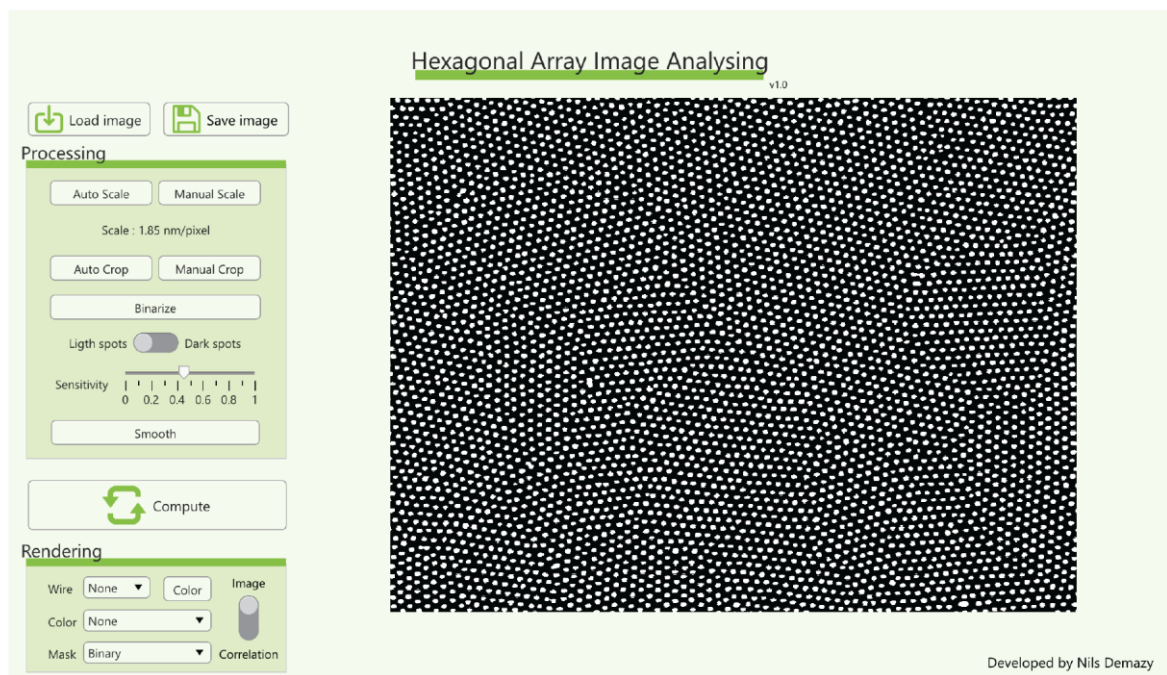 Hexagonal Array Image Analysing
v1.0
Load image
Save image
Processing
Auto Scale
Manual Scale
Scale : 1.85 nm/pixel
Auto Crop
Manual Crop
Binarize
Ligth spots
Dark spots
Sensitivity
0 0.2 0.4 0.6 0.8 1
Smooth
Compute
Rendering
Wire None Color Image
Color None
Mask Binary Correlation
Developed by Nils Demazy